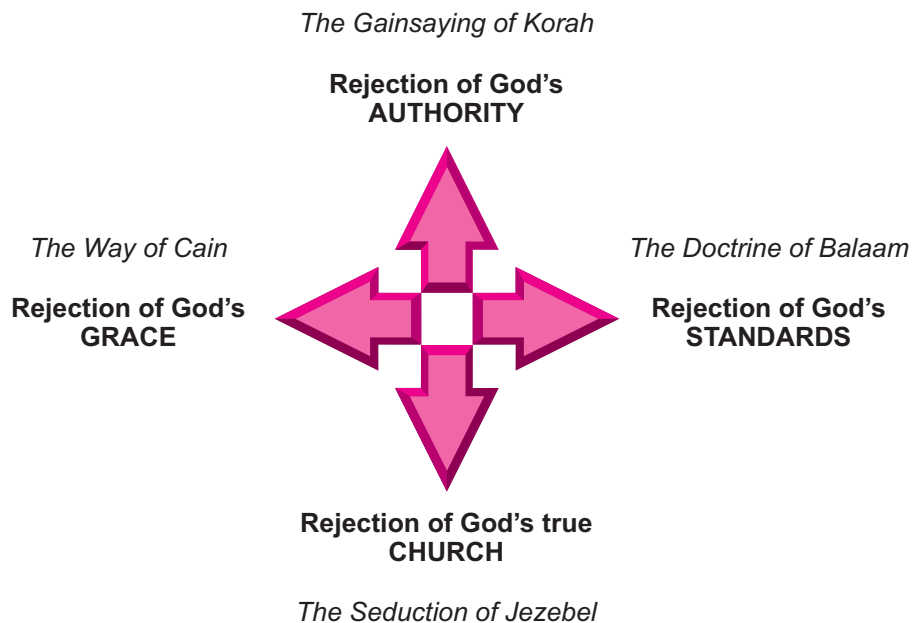 The Gainsaying of Korah
Rejection of God's
AUTHORITY
The Way of Cain
Rejection of God's
GRACE
The Doctrine of Balaam
Rejection of God's
STANDARDS
Rejection of God's true
CHURCH
The Seduction of Jezebel